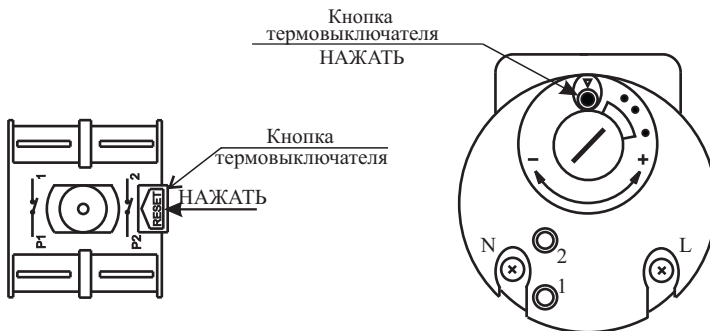 Кнопка
термовыключателя
НАЖАТЬ
Кнопка
термовыключателя
НАЖАТЬ
1
2
RESET
P1
P2
− +
N
L
2
1